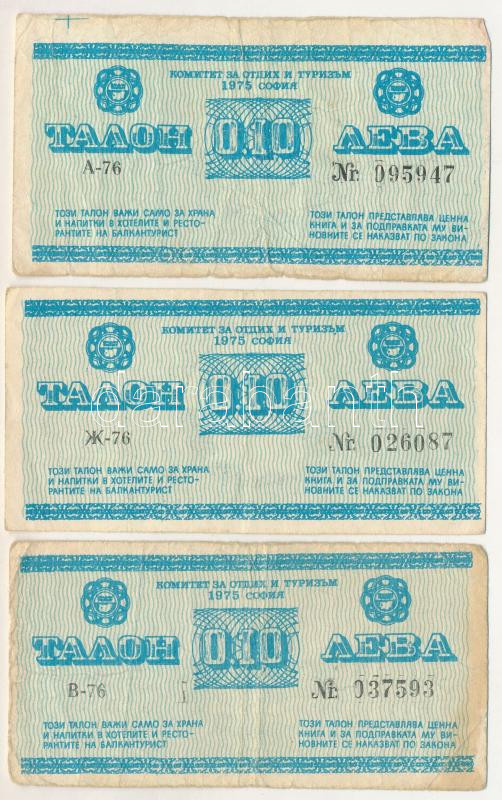 КОМИТЕТ ЗА ОТДИХ И ТУРИЗЪМ
1975 СОФИЯ
ТАЛОН 0.10 ЛЕВА
А-76 Nr. 095947
ТОЗИ ТАЛОН ВАЖИ САМО ЗА ХРАНА
И НАПИТКИ В ХОТЕЛИТЕ И РЕСТО-
РАНТИТЕ НА БАЛКАНТУРИСТ
ТОЗИ ТАЛОН ПРЕДСТАВЛЯВА ЦЕННА
КНИГА И ЗА ПОДПРАВКАТА МУ ВИ-
НОВНИТЕ СЕ НАКАЗВАТ ПО ЗАКОНА
КОМИТЕТ ЗА ОТДИХ И ТУРИЗЪМ
1975 СОФИЯ
ТАЛОН 0.10 ЛЕВА
Ж-76 Nr. 026087
ТОЗИ ТАЛОН ВАЖИ САМО ЗА ХРАНА
И НАПИТКИ В ХОТЕЛИТЕ И РЕСТО-
РАНТИТЕ НА БАЛКАНТУРИСТ
ТОЗИ ТАЛОН ПРЕДСТАВЛЯВА ЦЕННА
КНИГА И ЗА ПОДПРАВКАТА МУ ВИ-
НОВНИТЕ СЕ НАКАЗВАТ ПО ЗАКОНА
darabanth
КОМИТЕТ ЗА ОТДИХ И ТУРИЗЪМ
1975 СОФИЯ
ТАЛОН 0.10 ЛЕВА
В-76 Nr. 037593
ТОЗИ ТАЛОН ВАЖИ САМО ЗА ХРАНА
И НАПИТКИ В ХОТЕЛИТЕ И РЕСТО-
РАНТИТЕ НА БАЛКАНТУРИСТ
ТОЗИ ТАЛОН ПРЕДСТАВЛЯВА ЦЕННА
КНИГА И ЗА ПОДПРАВКАТА МУ ВИ-
НОВНИТЕ СЕ НАКАЗВАТ ПО ЗАКОНА